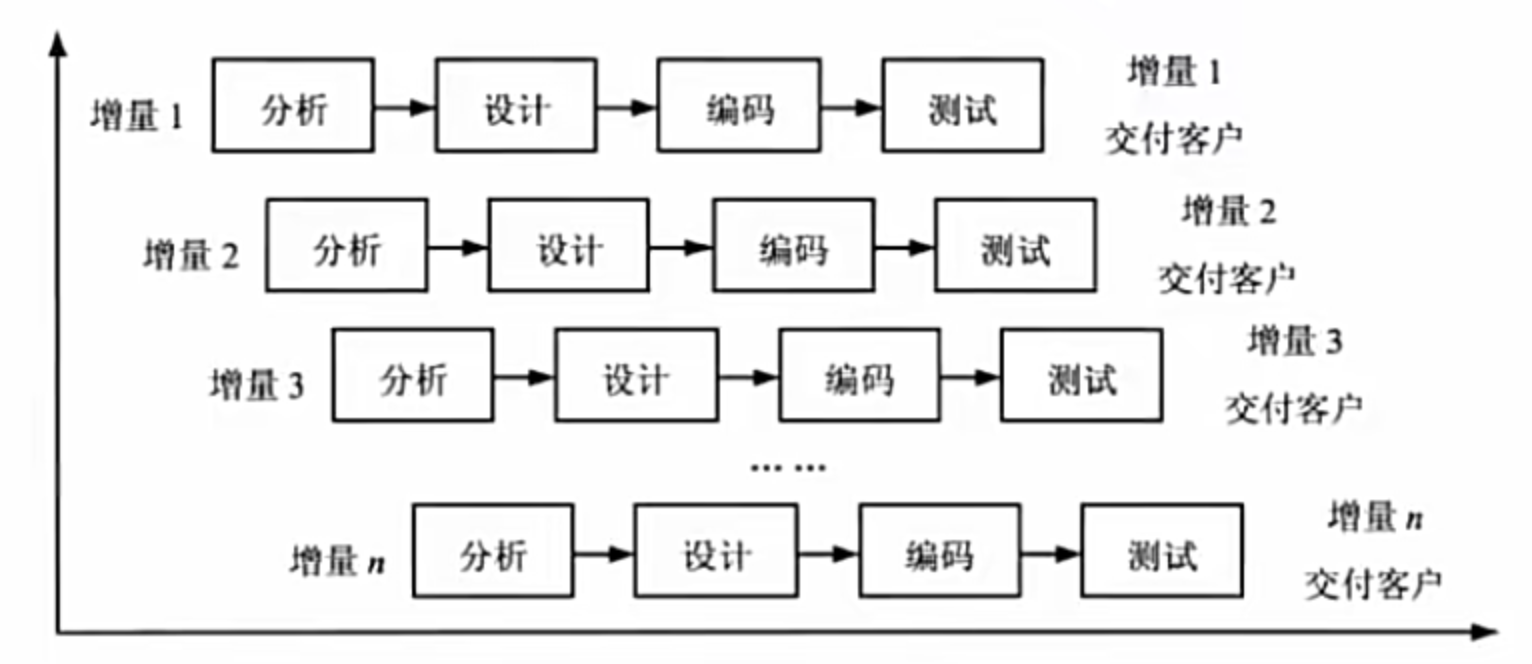 增量 1 分析 设计 编码 测试 增量 1
交付客户
增量 2 分析 设计 编码 测试 增量 2
交付客户
增量 3 分析 设计 编码 测试 增量 3
交付客户
... ...
增量 n 分析 设计 编码 测试 增量 n
交付客户